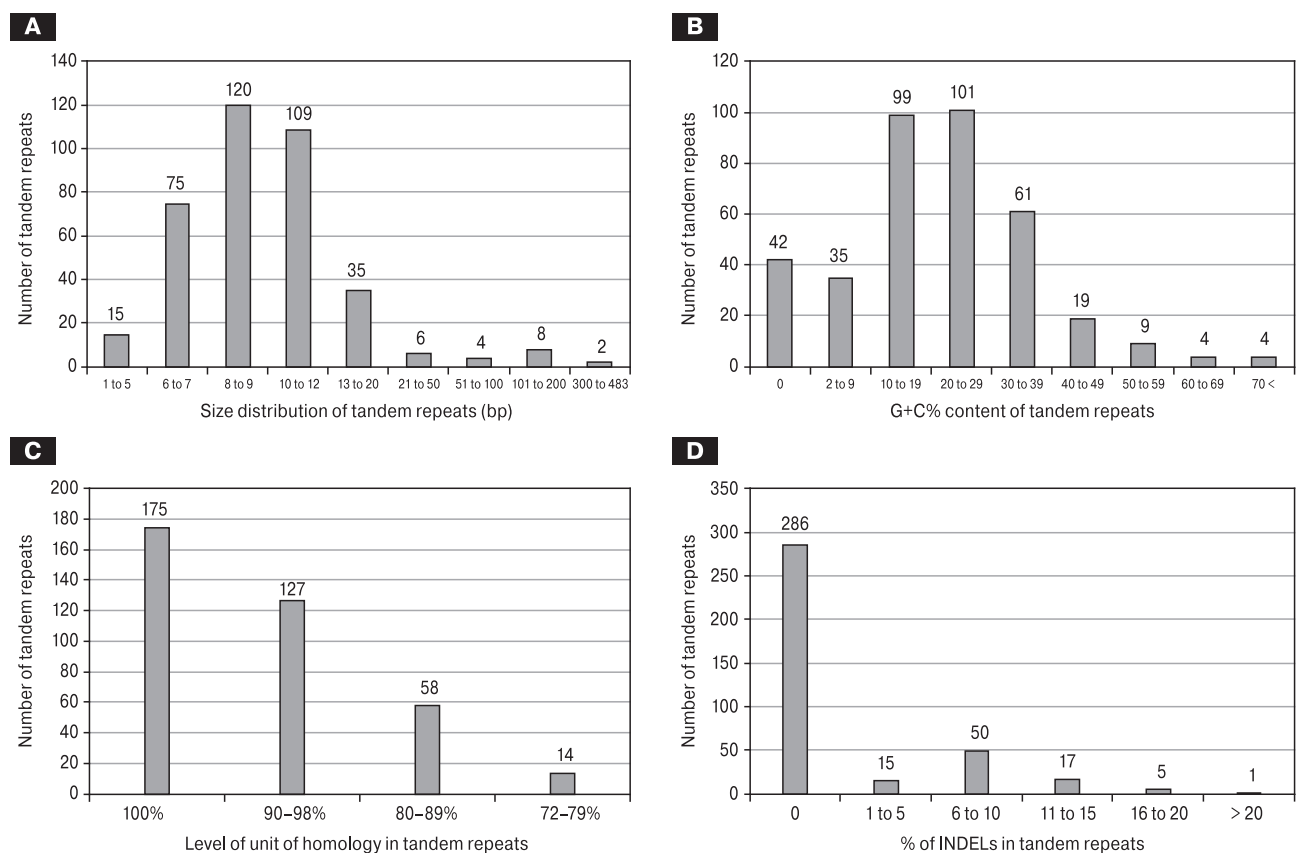 A
Number of tandem repeats
140
120
100
80
60
40
20
0
15
75
120
109
35
6
4
8
2
1 to 5
6 to 7
8 to 9
10 to 12
13 to 20
21 to 50
51 to 100
101 to 200
300 to 483
Size distribution of tandem repeats (bp)
B
Number of tandem repeats
120
100
80
60
40
20
0
42
35
99
101
61
19
9
4
4
0
2 to 9
10 to 19
20 to 29
30 to 39
40 to 49
50 to 59
60 to 69
70 <
G+C% content of tandem repeats
C
Number of tandem repeats
200
180
160
140
120
100
80
60
40
20
0
175
127
58
14
100%
90–98%
80–89%
72–79%
Level of unit of homology in tandem repeats
D
Number of tandem repeats
350
300
250
200
150
100
50
0
286
15
50
17
5
1
0
1 to 5
6 to 10
11 to 15
16 to 20
> 20
% of INDELs in tandem repeats